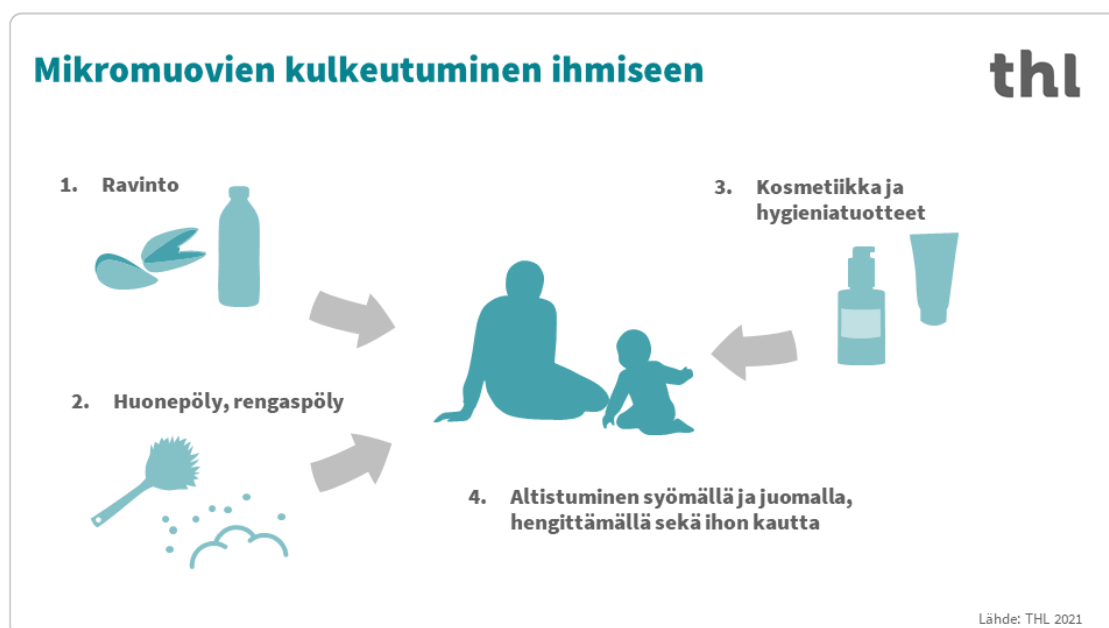 Mikromuovien kulkeutuminen ihmiseen
thl
1. Ravinto
2. Huonepöly, rengaspöly
3. Kosmetiikka ja
hygieniatuotteet
4. Altistuminen syömällä ja juomalla,
hengittämällä sekä ihon kautta
Lähde: THL 2021